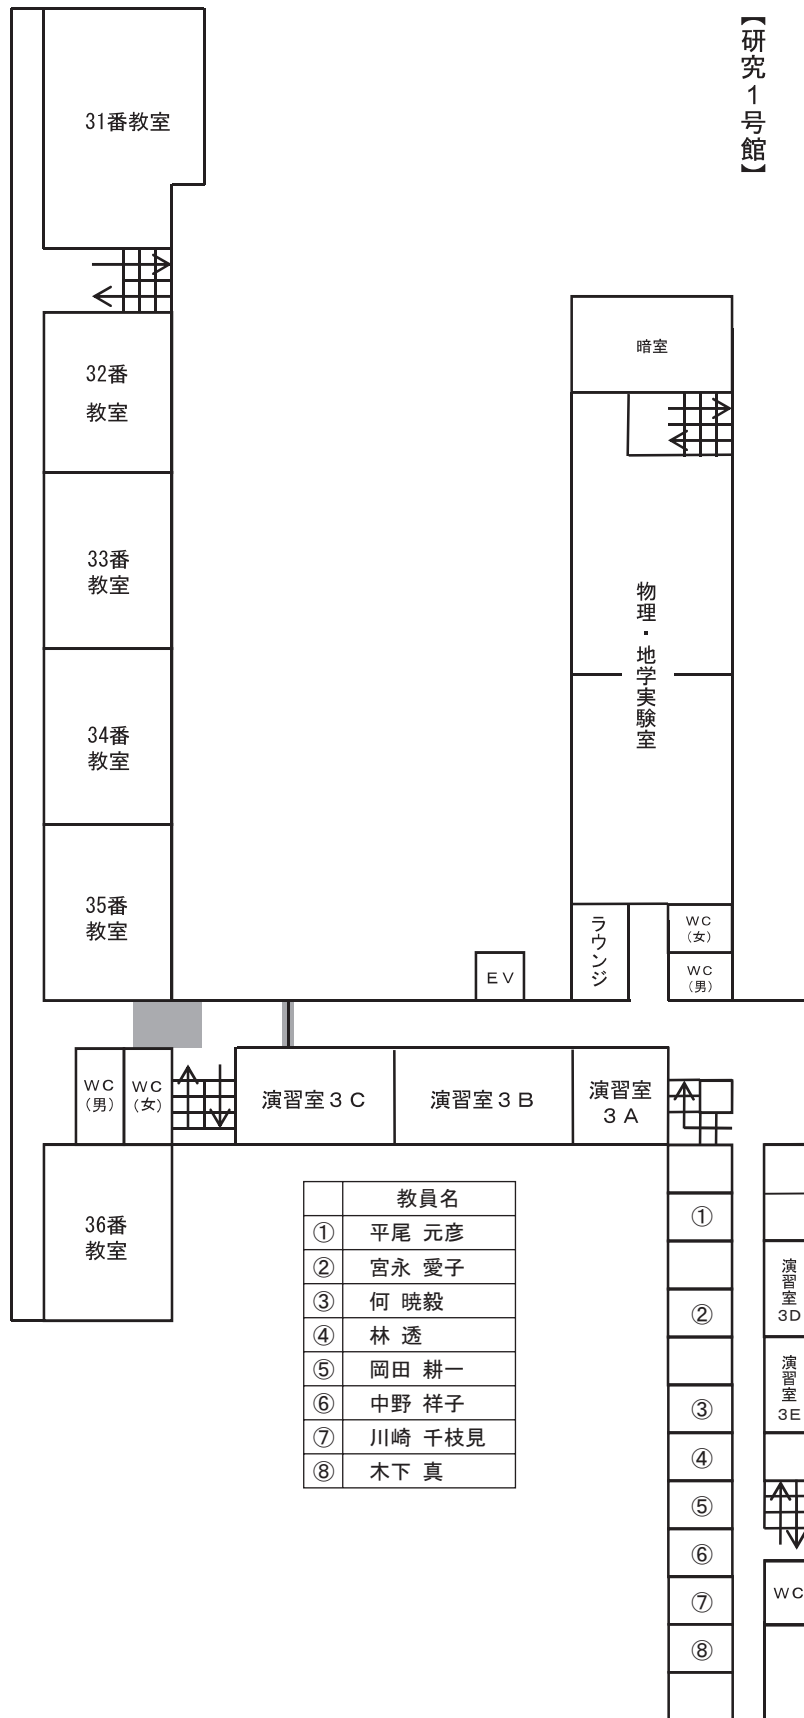 【研究1号館】
31番教室
32番
教室
33番
教室
34番
教室
35番
教室
暗室
物理・地学実験室
ラウンジ
WC
(女)
WC
(男)
EV
WC
(男)
WC
(女)
演習室3C
演習室3B
演習室
3A
36番
教室
教員名
① 平尾 元彦
② 宮永 愛子
③ 何 暁毅
④ 林 透
⑤ 岡田 耕一
⑥ 中野 祥子
⑦ 川崎 千枝見
⑧ 木下 真
①
②
③
④
⑤
⑥
⑦
⑧
演習室
3D
演習室
3E
WC